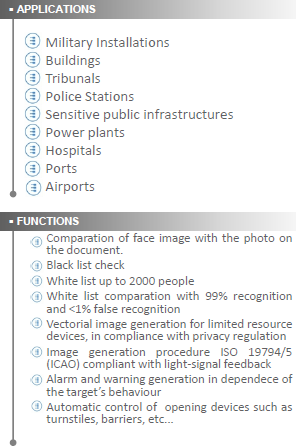 ▪ APPLICATIONS
Military Installations
Buildings
Tribunals
Police Stations
Sensitive public infrastructures
Power plants
Hospitals
Ports
Airports
▪ FUNCTIONS
Comparation of face image with the photo on
the document.
Black list check
White list up to 2000 people
White list comparation with 99% recognition
and <1% false recognition
Vectorial image generation for limited resource
devices, in compliance with privacy regulation
Image generation procedure ISO 19794/5
(ICAO) compliant with light-signal feedback
Alarm and warning generation in dependece of
the target's behaviour
Automatic control of opening devices such as
turnstiles, barriers, etc...